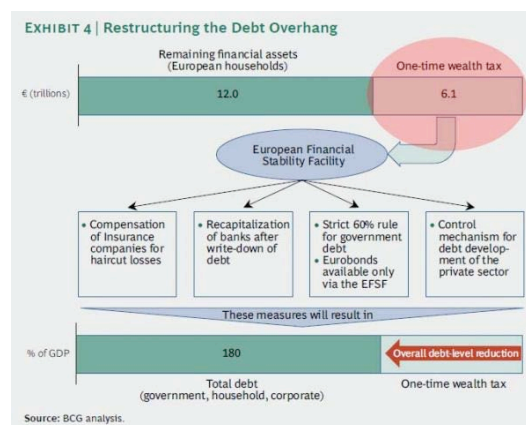 EXHIBIT 4 | Restructuring the Debt Overhang
Remaining financial assets
(European households)
One-time wealth tax
€ (trillions)
12.0
6.1
European Financial
Stability Facility
• Compensation
of Insurance
companies for
haircut losses
• Recapitalization
of banks after
write-down of
debt
• Strict 60% rule
for government
debt
• Eurobonds
available only
via the EFSF
• Control
mechanism for
debt develop-
ment of the
private sector
These measures will result in
% of GDP
180
Overall debt-level reduction
Total debt
(government, household, corporate)
One-time wealth tax
Source: BCG analysis.